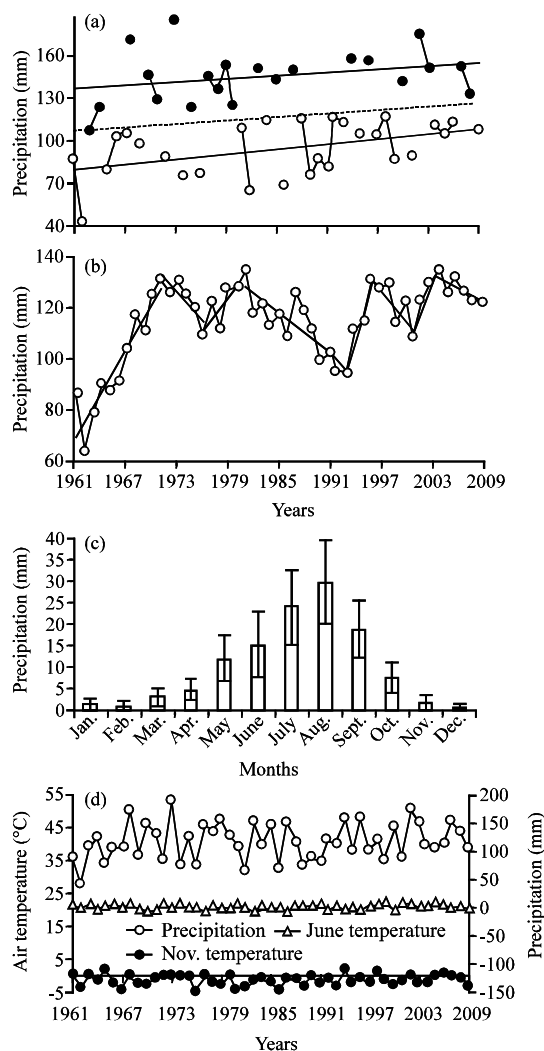 (a)
Precipitation (mm)
160
130
100
70
40
(b)
Precipitation (mm)
140
120
100
80
60
1961 1967 1973 1979 1985 1991 1997 2003 2009
Years
(c)
Precipitation (mm)
40
35
30
25
20
15
10
5
0
Jan. Feb. Mar. Apr. May June July Aug. Sept. Oct. Nov. Dec.
Months
(d)
Air temperature (°C)
55
45
35
25
15
5
-5
Precipitation (mm)
200
150
100
50
0
-50
-100
-150
Precipitation June temperature
Nov. temperature
1961 1967 1973 1979 1985 1991 1997 2003 2009
Years